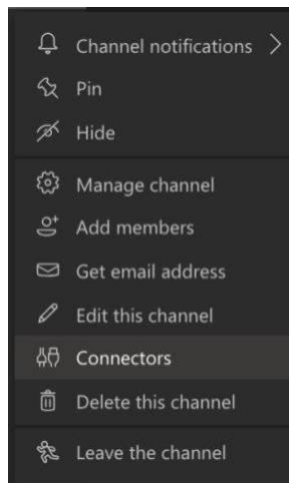 Channel notifications
Pin
Hide
Manage channel
Add members
Get email address
Edit this channel
Connectors
Delete this channel
Leave the channel